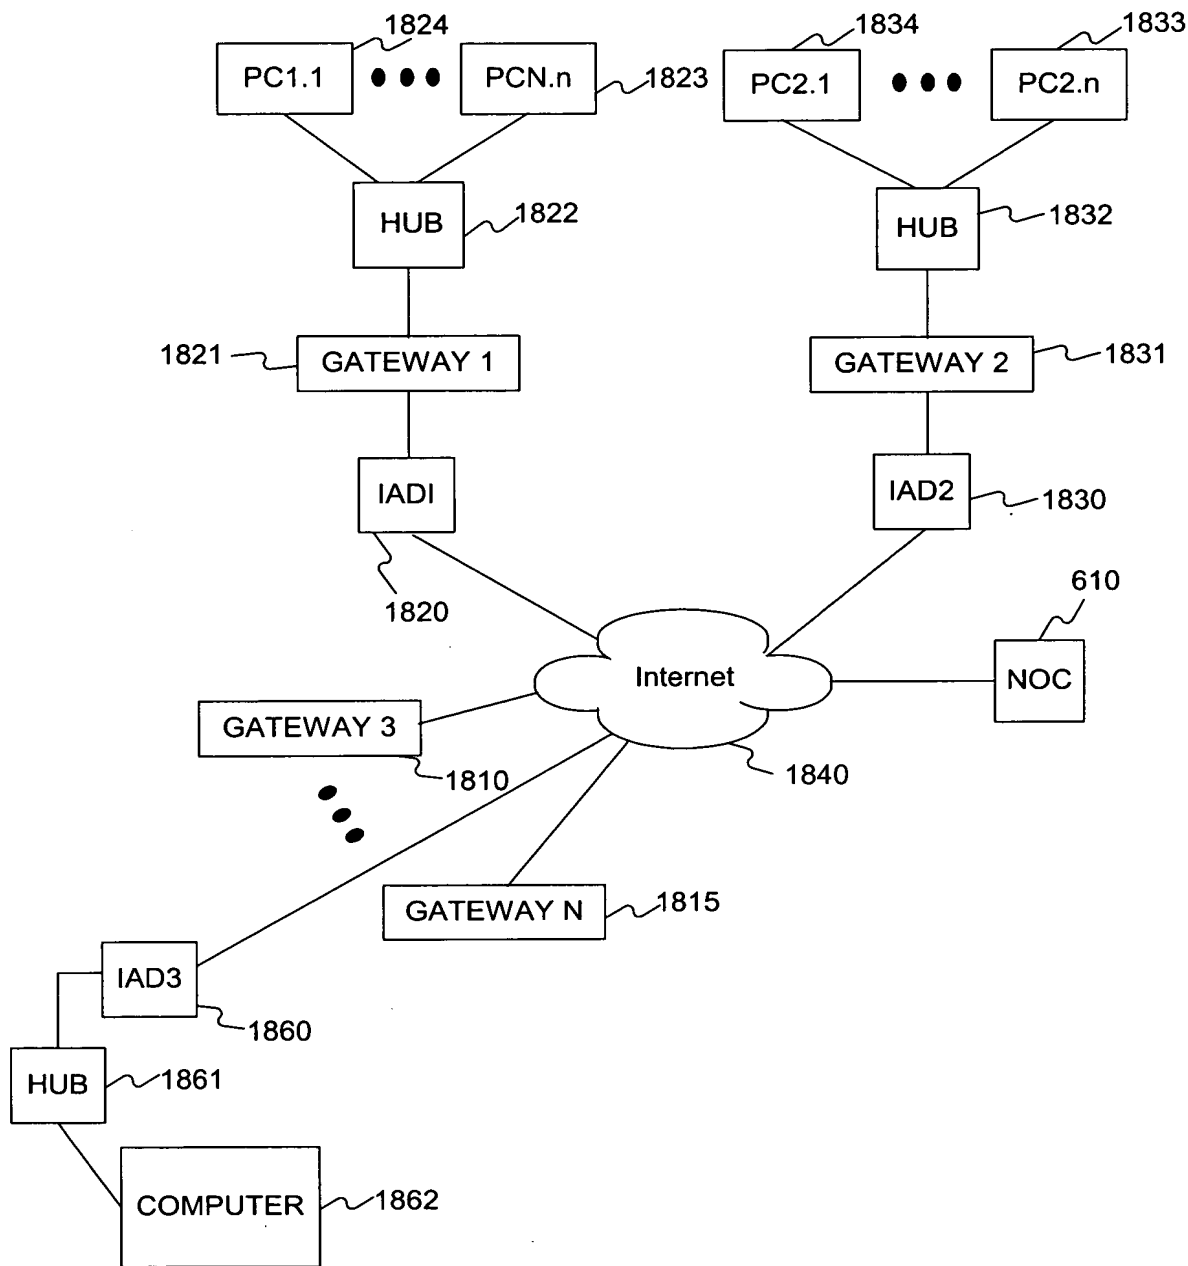 1824
1834
1833
PC1.1
PCN.n
1823
PC2.1
PC2.n
HUB
1822
HUB
1832
1821
GATEWAY 1
GATEWAY 2
1831
IADI
IAD2
1830
1820
610
Internet
NOC
GATEWAY 3
1810
1840
GATEWAY N
1815
IAD3
1860
HUB
1861
COMPUTER
1862